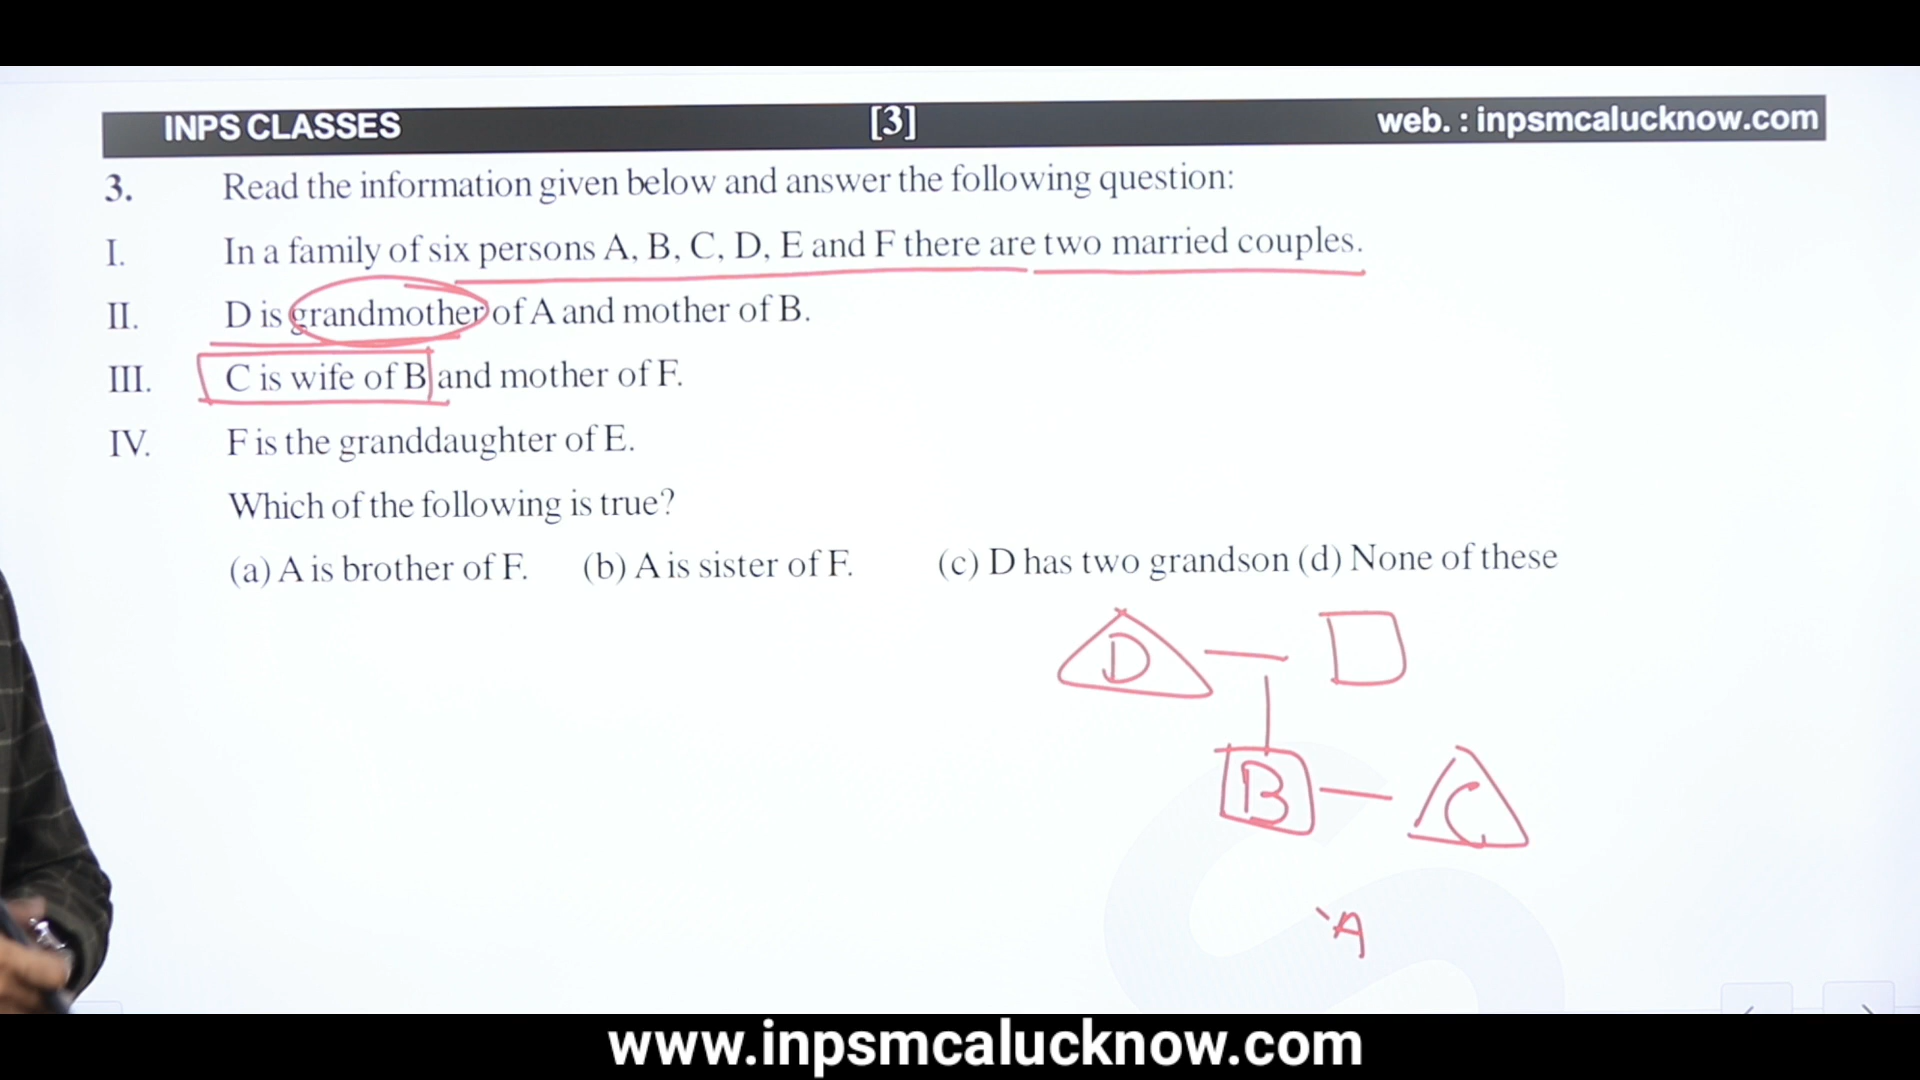 INPS CLASSES [3] web. : inpsmcalucknow.com
3. Read the information given below and answer the following question:
I. In a family of six persons A, B, C, D, E and F there are two married couples.
II. D is grandmother of A and mother of B.
III. C is wife of B and mother of F.
IV. F is the granddaughter of E.
Which of the following is true?
(a) A is brother of F. (b) A is sister of F. (c) D has two grandson (d) None of these
D
B C
A
www.inpsmcalucknow.com